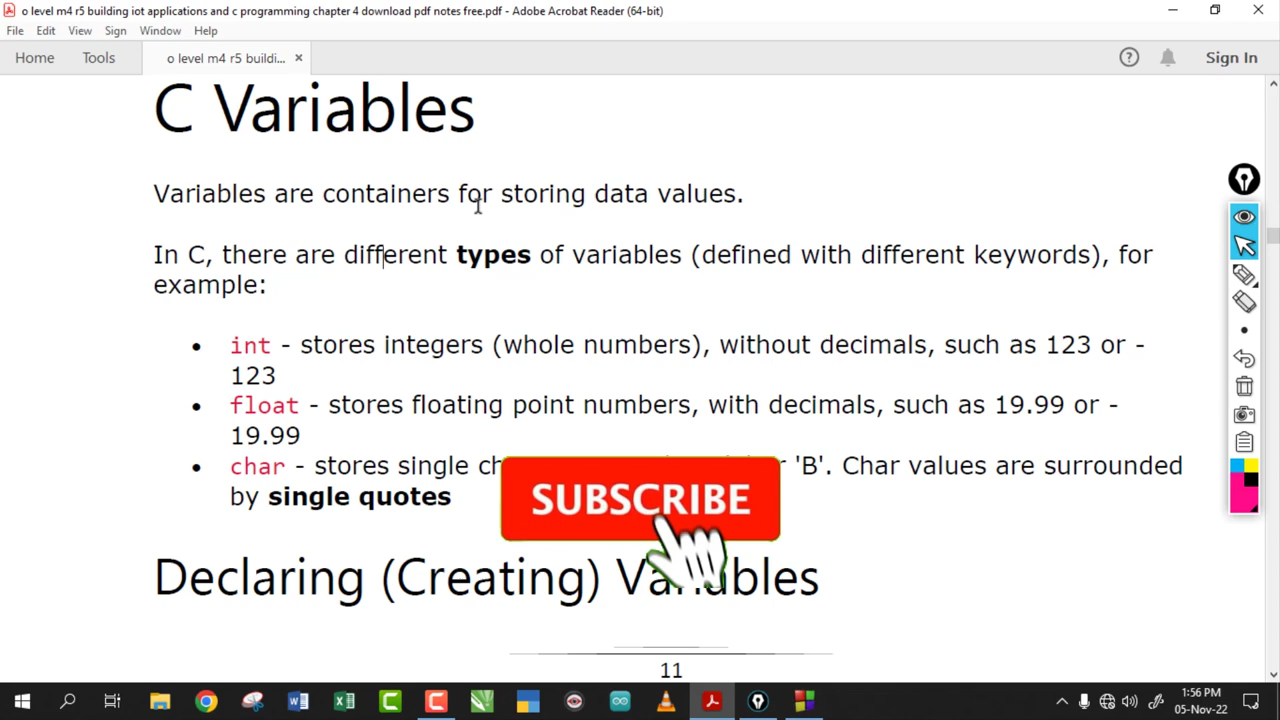 o level m4 r5 building iot applications and c programming chapter 4 download pdf notes free.pdf - Adobe Acrobat Reader (64-bit)
File Edit View Sign Window Help
Home Tools o level m4 r5 buildi... × Sign In
C Variables
Variables are containers for storing data values.
In C, there are different types of variables (defined with different keywords), for
example:
• int - stores integers (whole numbers), without decimals, such as 123 or -
123
• float - stores floating point numbers, with decimals, such as 19.99 or -
19.99
• char - stores single 'B'. Char values are surrounded
by single quotes
SUBSCRIBE
Declaring (Creating) Variables
11
1:56 PM
05-Nov-22